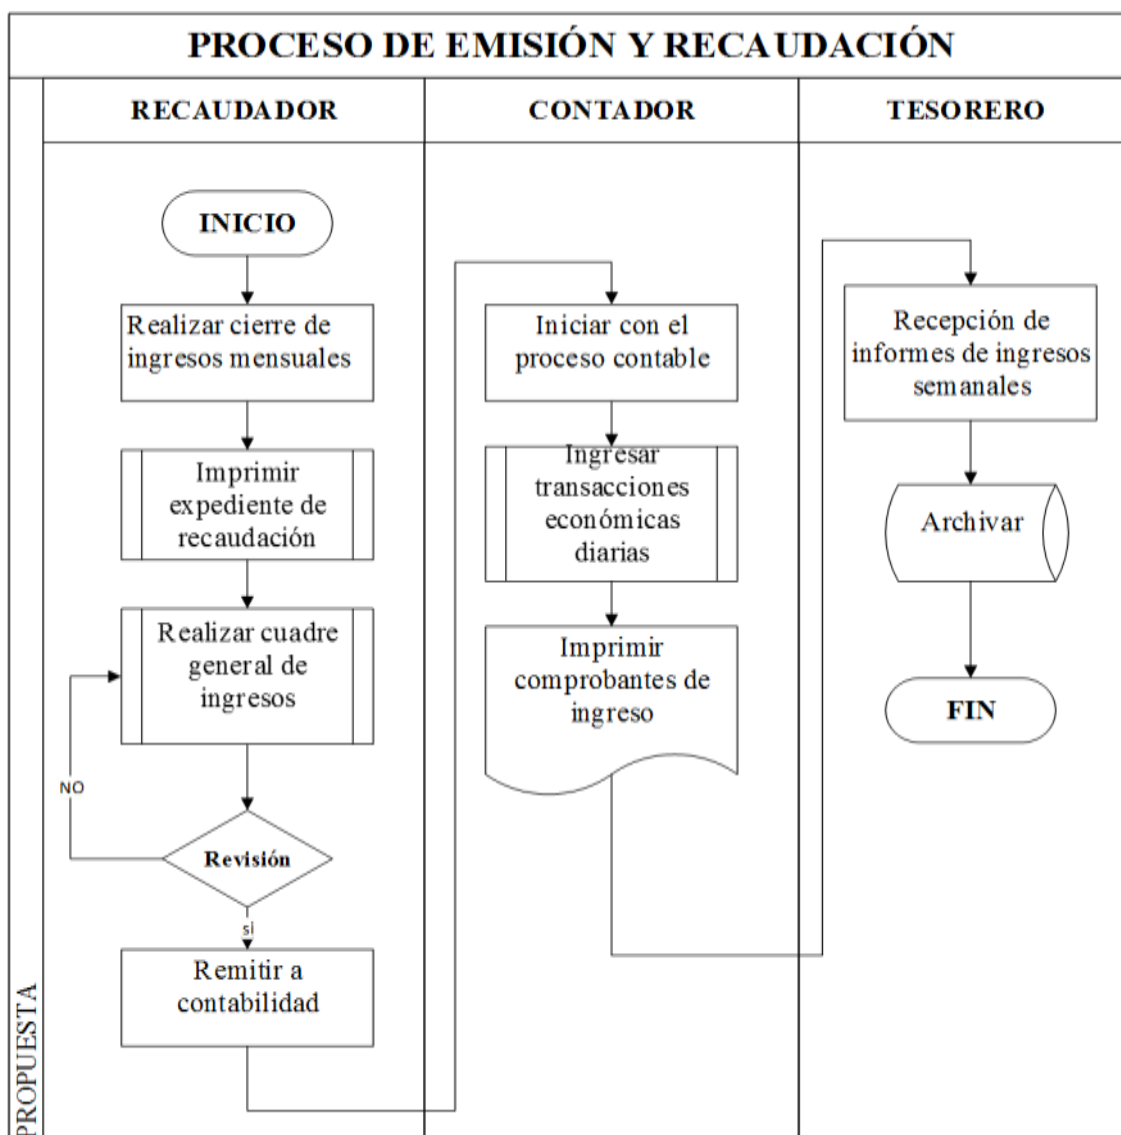 PROCESO DE EMISIÓN Y RECAUDACIÓN
RECAUDADOR
CONTADOR
TESORERO
PROPUESTA
INICIO
Realizar cierre de
ingresos mensuales
Imprimir
expediente de
recaudación
Realizar cuadre
general de
ingresos
NO
Revisión
si
Remitir a
contabilidad
Iniciar con el
proceso contable
Ingresar
transacciones
económicas
diarias
Imprimir
comprobantes de
ingreso
Recepción de
informes de ingresos
semanales
Archivar
FIN